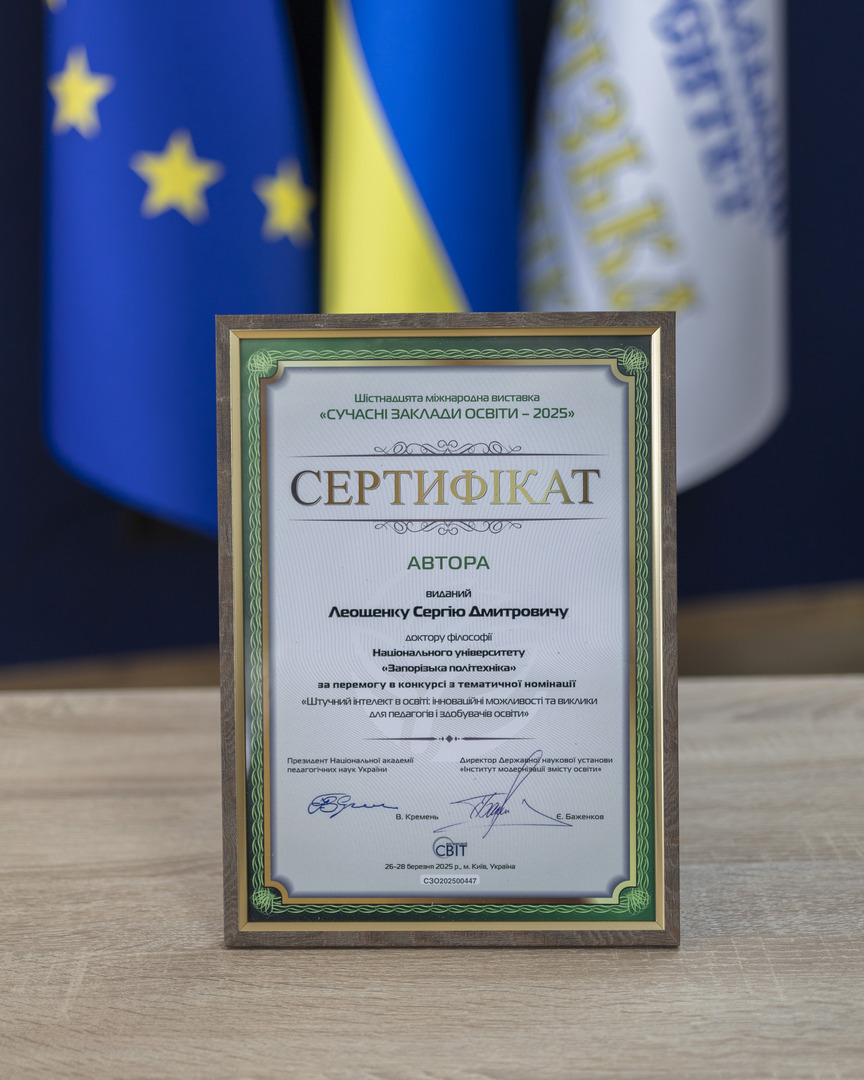 Шістнадцята міжнародна виставка
«СУЧАСНІ ЗАКЛАДИ ОСВІТИ – 2025»
СЕРТИФІКАТ
АВТОРА
виданий
Леощенку Сергію Дмитровичу
доктору філософії
Національного університету
«Запорізька політехніка»
за перемогу в конкурсі з тематичної номінації
«Штучний інтелект в освіті: інноваційні можливості та виклики
для педагогів і здобувачів освіти»
Президент Національної академії
педагогічних наук України
В. Кремень
Директор Державної наукової установи
«Інститут модернізації змісту освіти»
Є. Баженков
СВІТ
26-28 березня 2025 р., м. Київ, Україна
СЗО202500447